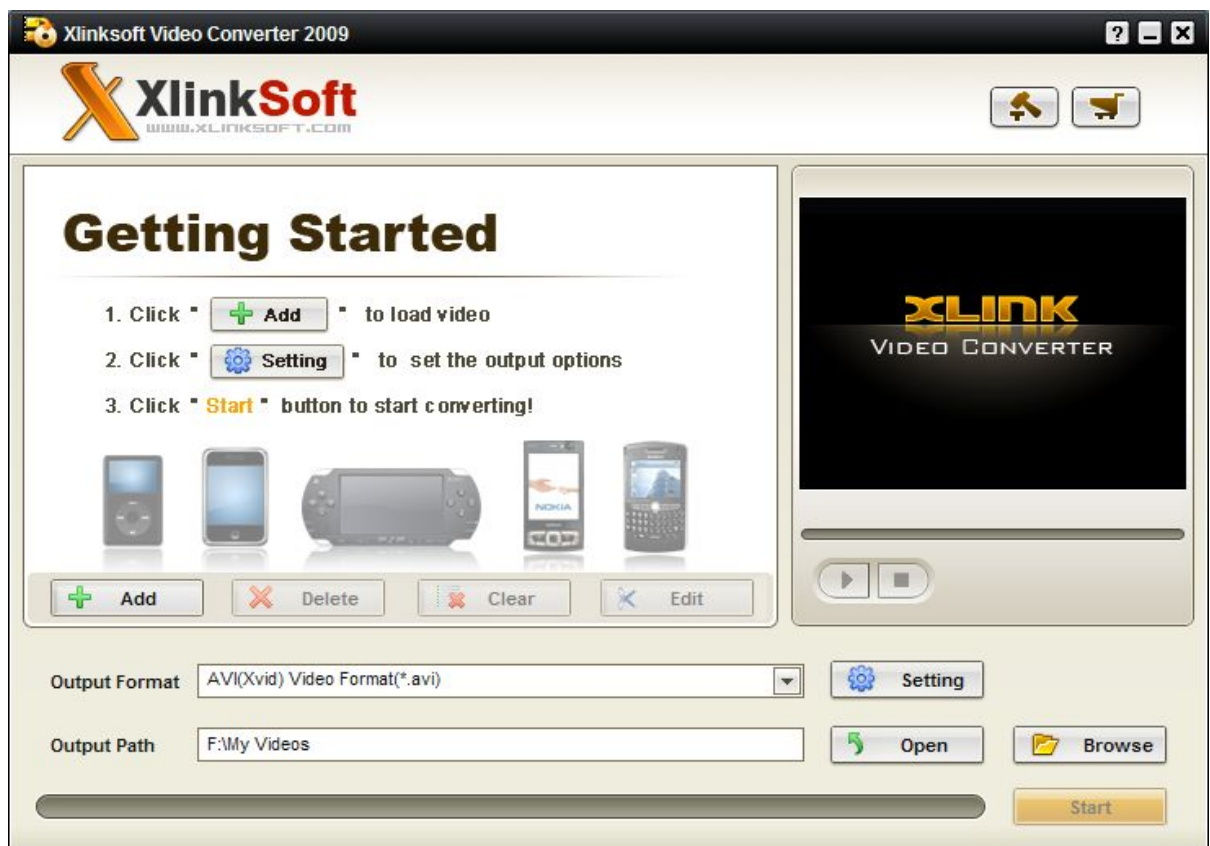 Xlinksoft Video Converter 2009
XlinkSoft
www.XLINKSOFT.COM
Getting Started
1. Click " Add " to load video
2. Click " Setting " to set the output options
3. Click " Start " button to start converting!
NOKIA
XLINK
VIDEO CONVERTER
Add Delete Clear Edit
Output Format AVI(Xvid) Video Format(*.avi) Setting
Output Path F:\My Videos Open Browse
Start